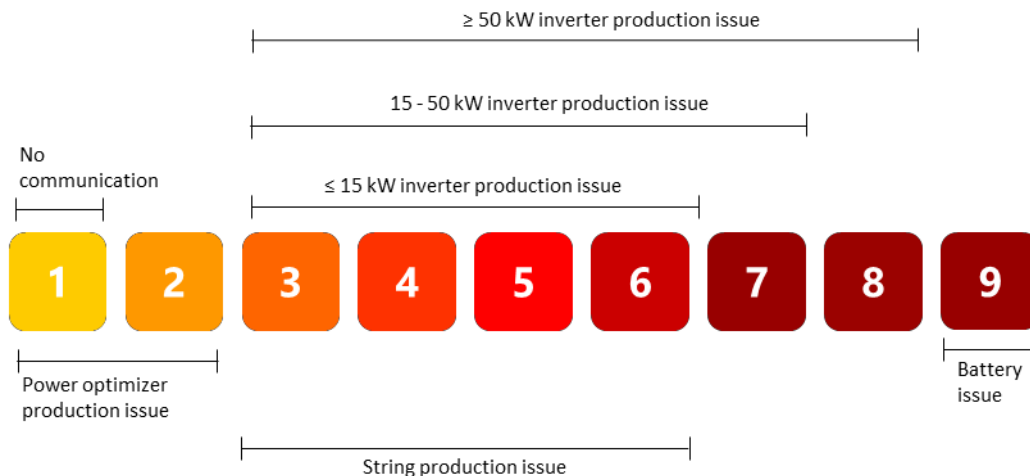 ≥ 50 kW inverter production issue
15 - 50 kW inverter production issue
No
communication
≤ 15 kW inverter production issue
1 2 3 4 5 6 7 8 9
Power optimizer
production issue
Battery
issue
String production issue